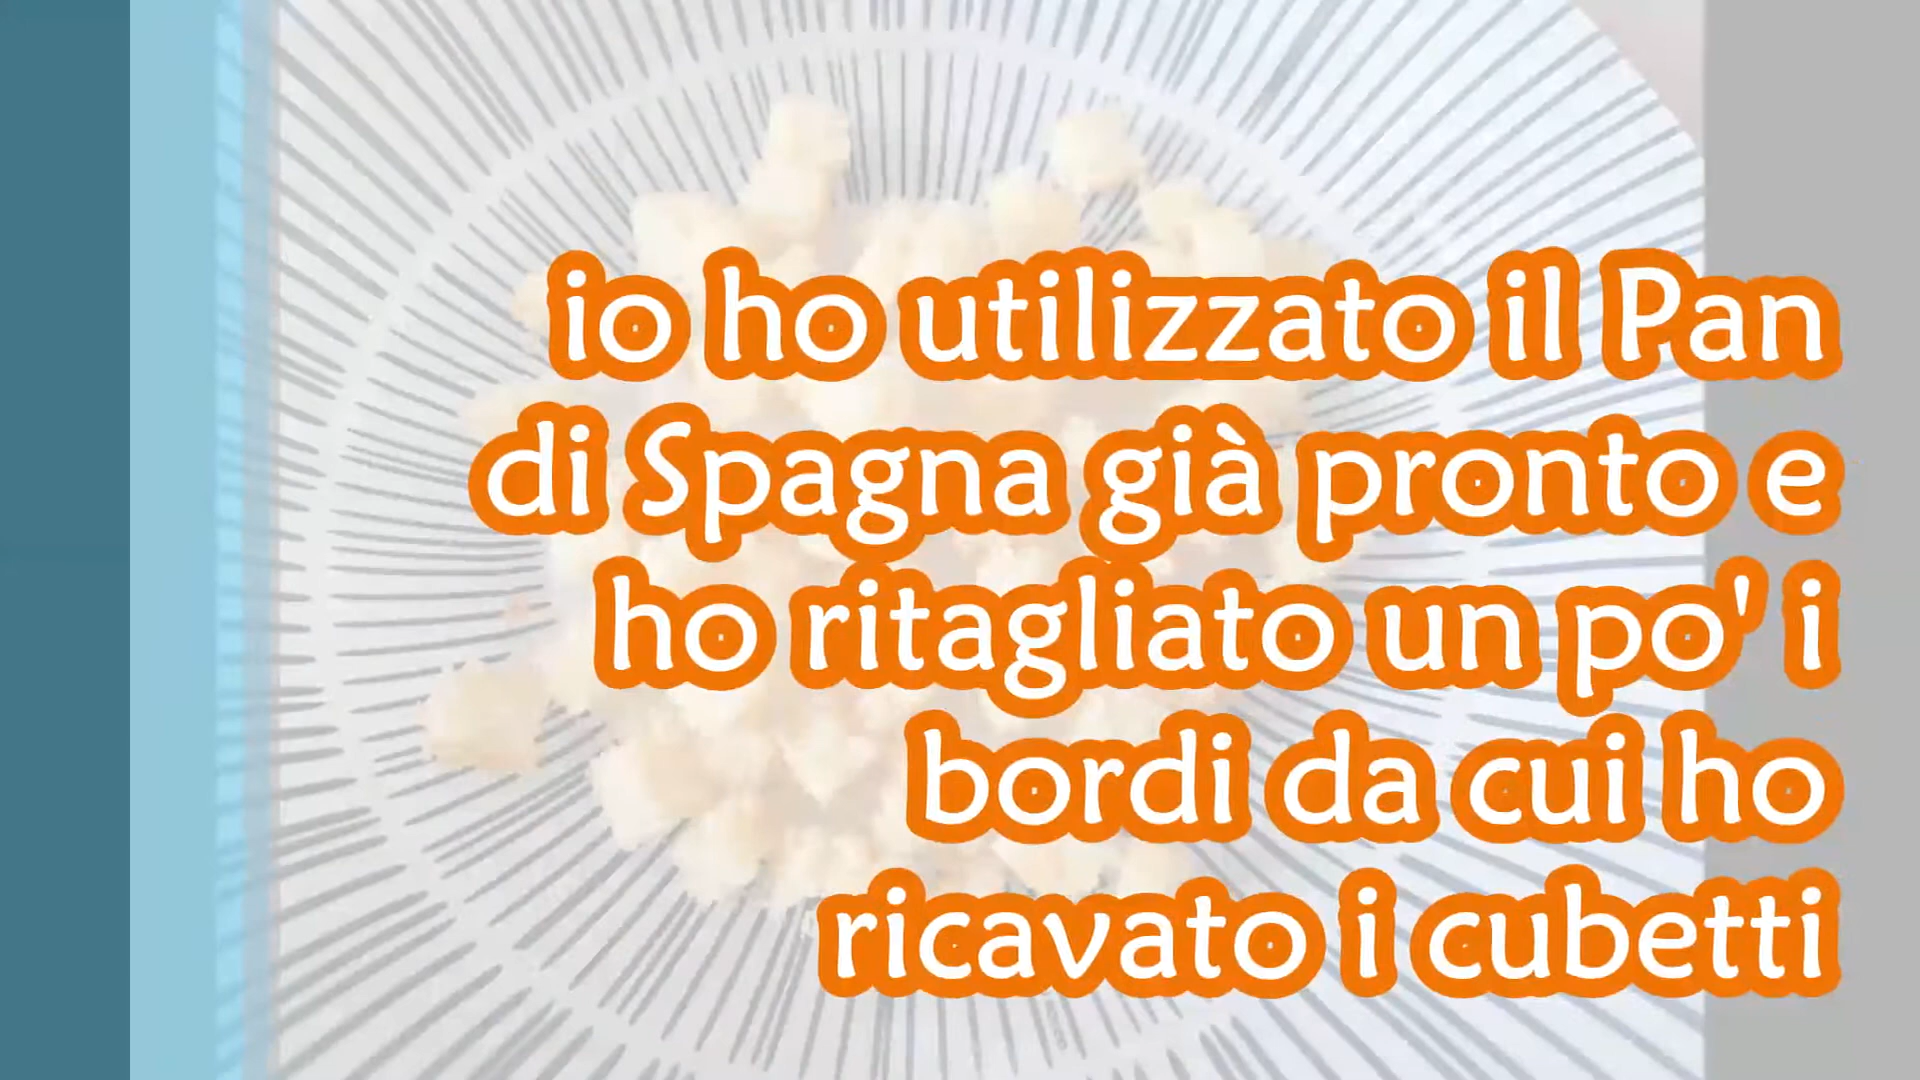 io ho utilizzato il Pan
di Spagna già pronto e
ho ritagliato un po' i
bordi da cui ho
ricavato i cubetti